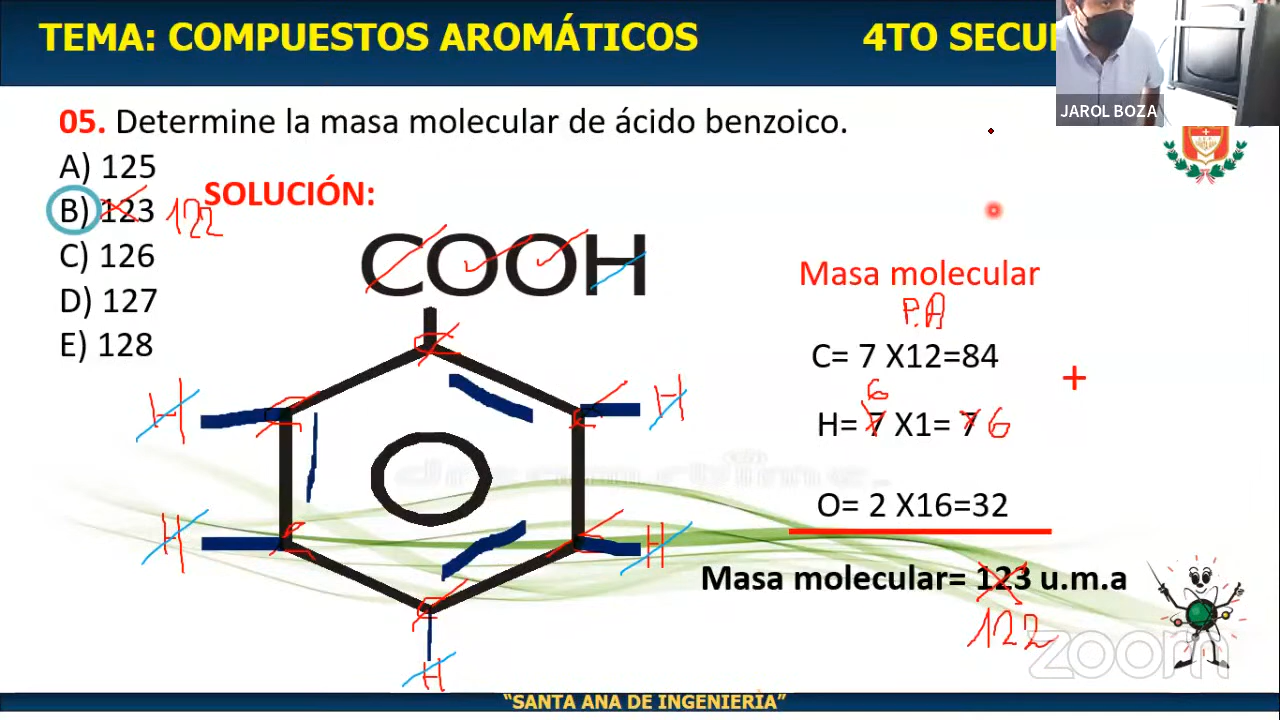 TEMA: COMPUESTOS AROMÁTICOS
4TO SECU
JAROL BOZA
05. Determine la masa molecular de ácido benzoico.
A) 125
B) 123 122
C) 126
D) 127
E) 128
SOLUCIÓN:
COOH
H
H
H
H
H
Masa molecular
P.A
C= 7 X12=84
+
6
H= 7 X1= 7 6
O= 2 X16=32
Masa molecular= 123 u.m.a
122
zoom
“SANTA ANA DE INGENIERÍA”